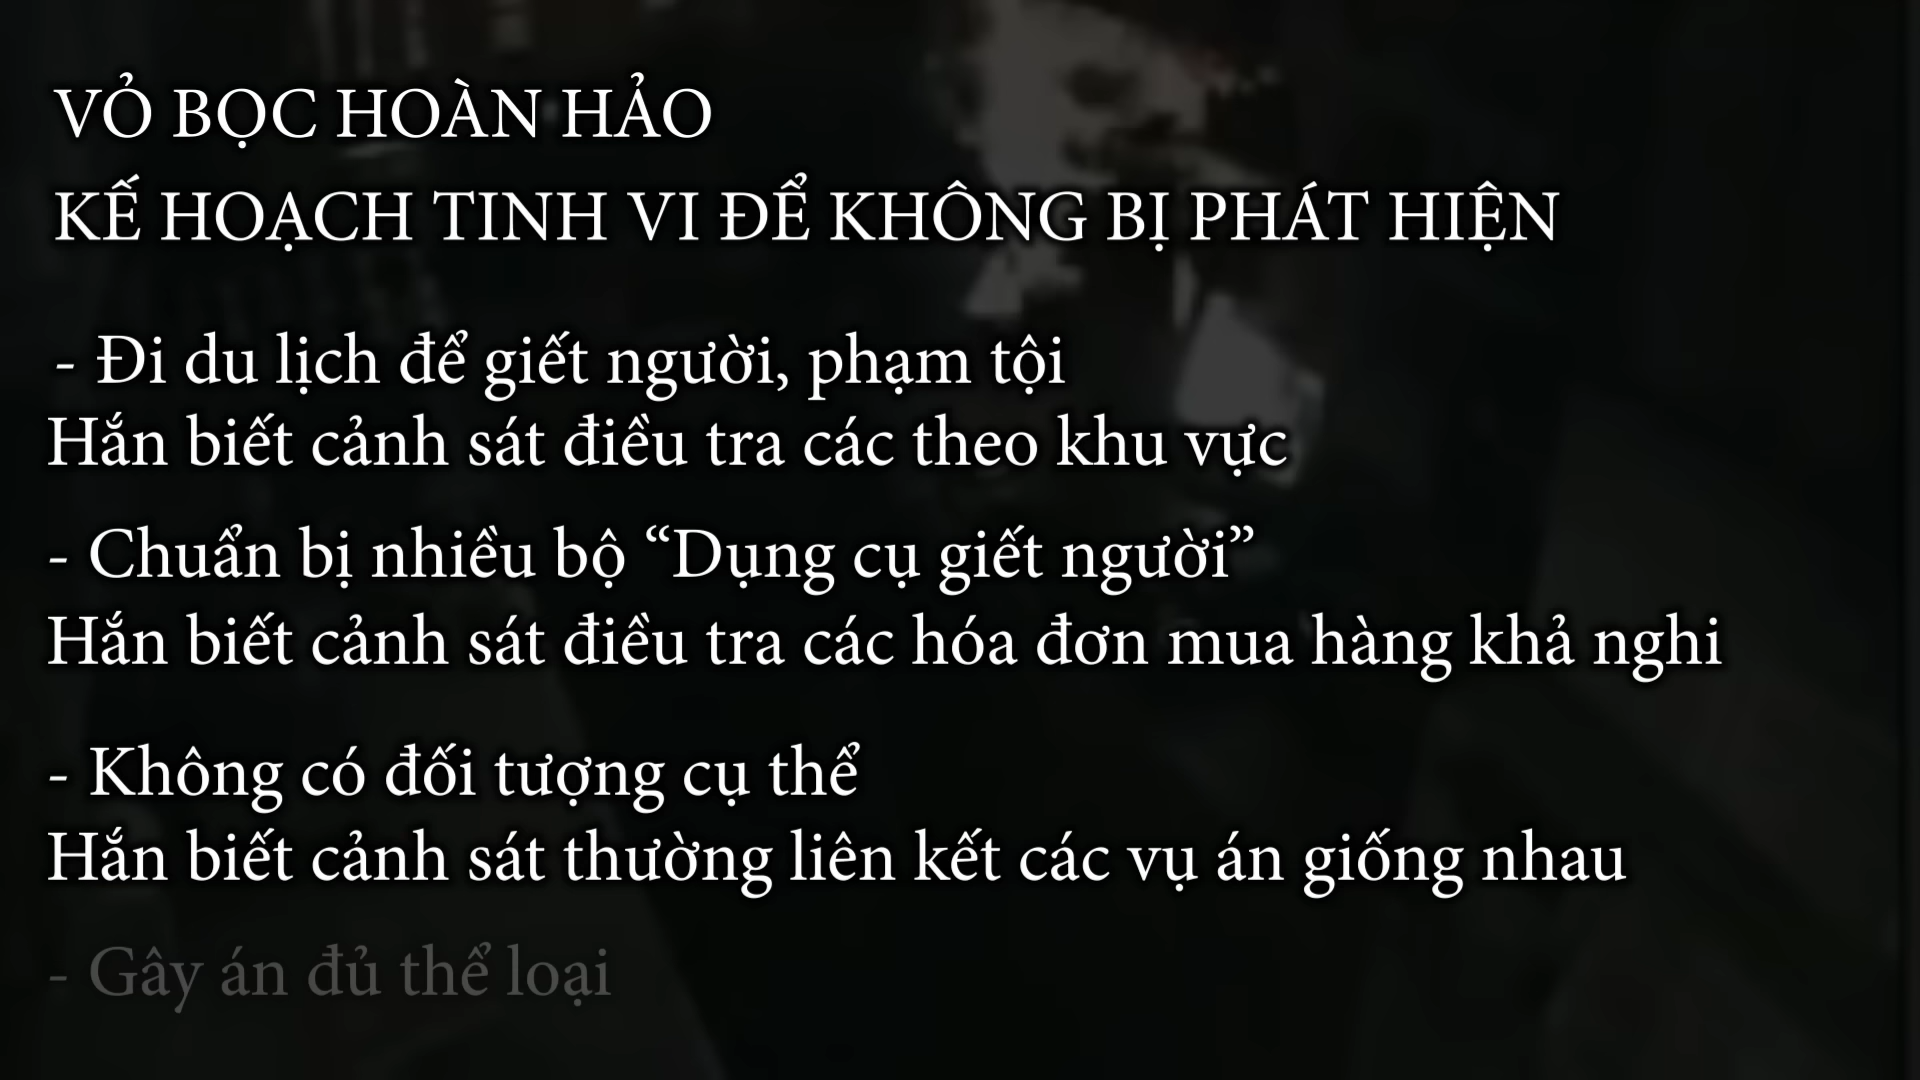 VỎ BỌC HOÀN HẢO
KẾ HOẠCH TINH VI ĐỂ KHÔNG BỊ PHÁT HIỆN
- Đi du lịch để giết người, phạm tội
Hắn biết cảnh sát điều tra các theo khu vực
- Chuẩn bị nhiều bộ “Dụng cụ giết người”
Hắn biết cảnh sát điều tra các hóa đơn mua hàng khả nghi
- Không có đối tượng cụ thể
Hắn biết cảnh sát thường liên kết các vụ án giống nhau
- Gây án đủ thể loại